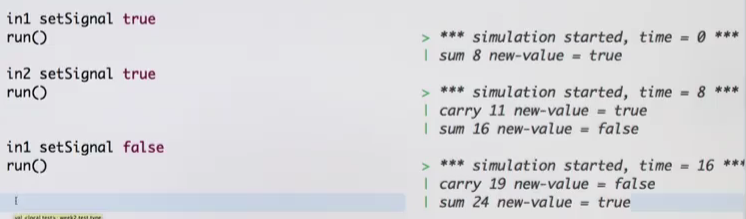 in1 setSignal true
run()
> *** simulation started, time = 0 ***
| sum 8 new-value = true
in2 setSignal true
run()
> *** simulation started, time = 8 ***
| carry 11 new-value = true
| sum 16 new-value = false
in1 setSignal false
run()
> *** simulation started, time = 16 ***
| carry 19 new-value = false
| sum 24 new-value = true